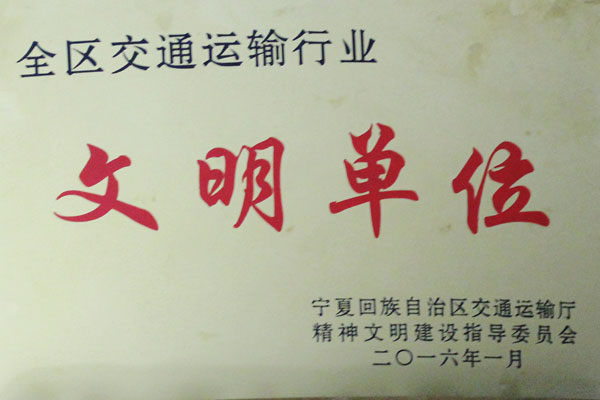 全区交通运输行业
文明单位
宁夏回族自治区交通运输厅
精神文明建设指导委员会
二〇一六年一月